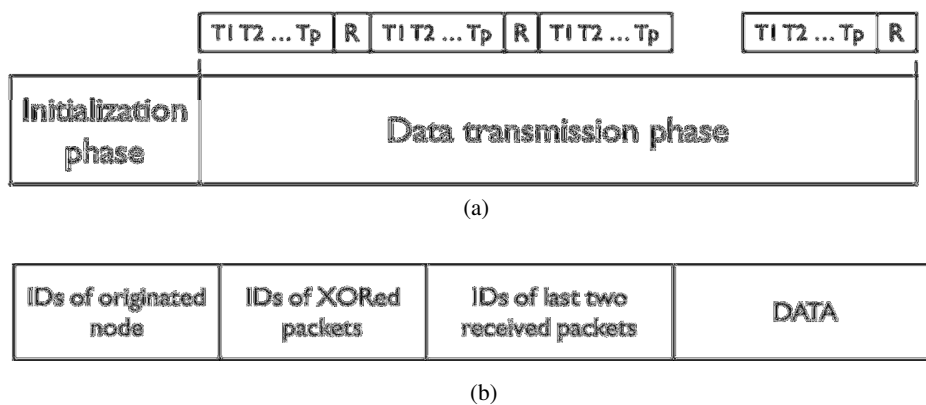 T1 T2 ... Tp R T1 T2 ... Tp R T1 T2 ... Tp T1 T2 ... Tp R
Initialization
phase
Data transmission phase
(a)
IDs of originated
node
IDs of XORed
packets
IDs of last two
received packets
DATA
(b)